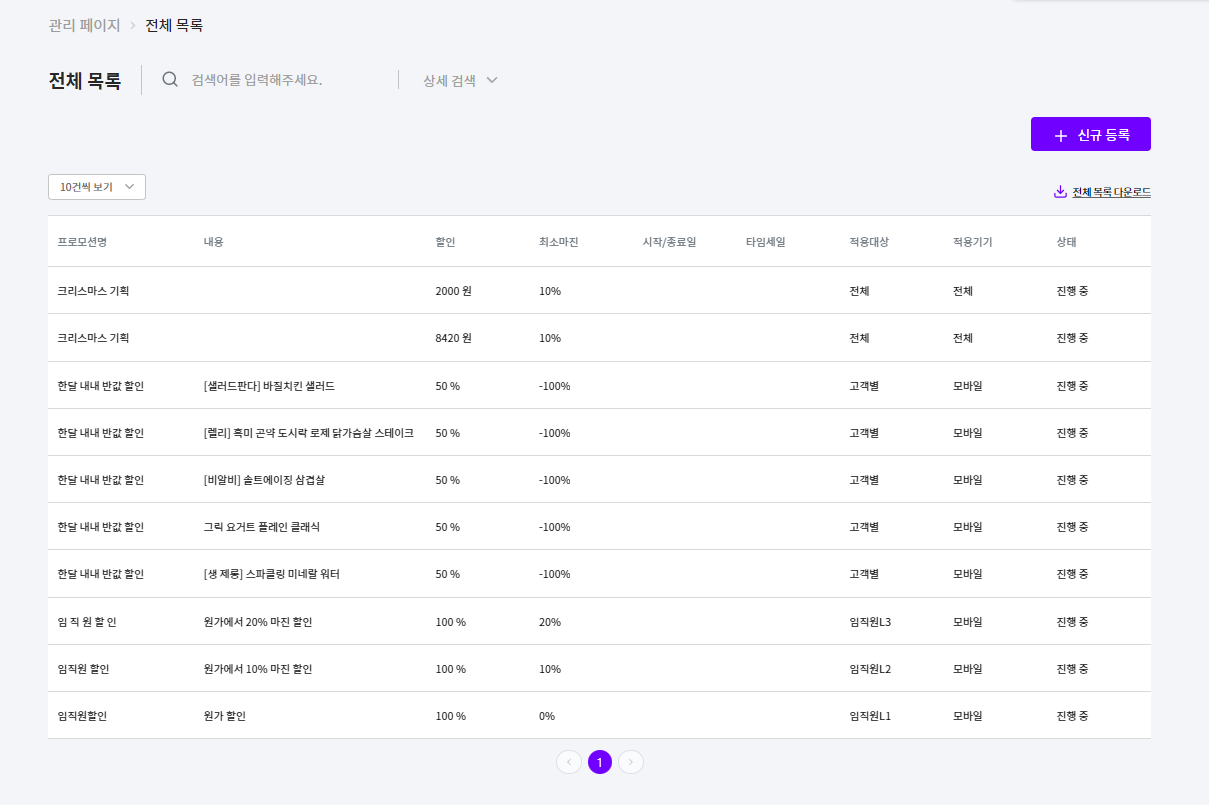 관리 페이지 > 전체 목록
전체 목록 검색어를 입력해주세요. 상세 검색
+ 신규 등록
10건씩 보기 전체 목록 다운로드
프로모션명 내용 할인 최소마진 시작/종료일 타임세일 적용대상 적용기기 상태
크리스마스 기획 2000 원 10% 전체 전체 진행 중
크리스마스 기획 8420 원 10% 전체 전체 진행 중
한달 내내 반값 할인 [샐러드판다] 바질치킨 샐러드 50 % -100% 고객별 모바일 진행 중
한달 내내 반값 할인 [렐리] 흑미 곤약 도시락 로제 닭가슴살 스테이크 50 % -100% 고객별 모바일 진행 중
한달 내내 반값 할인 [비알비] 솔트에이징 삼겹살 50 % -100% 고객별 모바일 진행 중
한달 내내 반값 할인 그릭 요거트 플레인 클래식 50 % -100% 고객별 모바일 진행 중
한달 내내 반값 할인 [생 제롱] 스파클링 미네랄 워터 50 % -100% 고객별 모바일 진행 중
임 직 원 할 인 원가에서 20% 마진 할인 100 % 20% 임직원L3 모바일 진행 중
임직원 할인 원가에서 10% 마진 할인 100 % 10% 임직원L2 모바일 진행 중
임직원할인 원가 할인 100 % 0% 임직원L1 모바일 진행 중
< 1 >